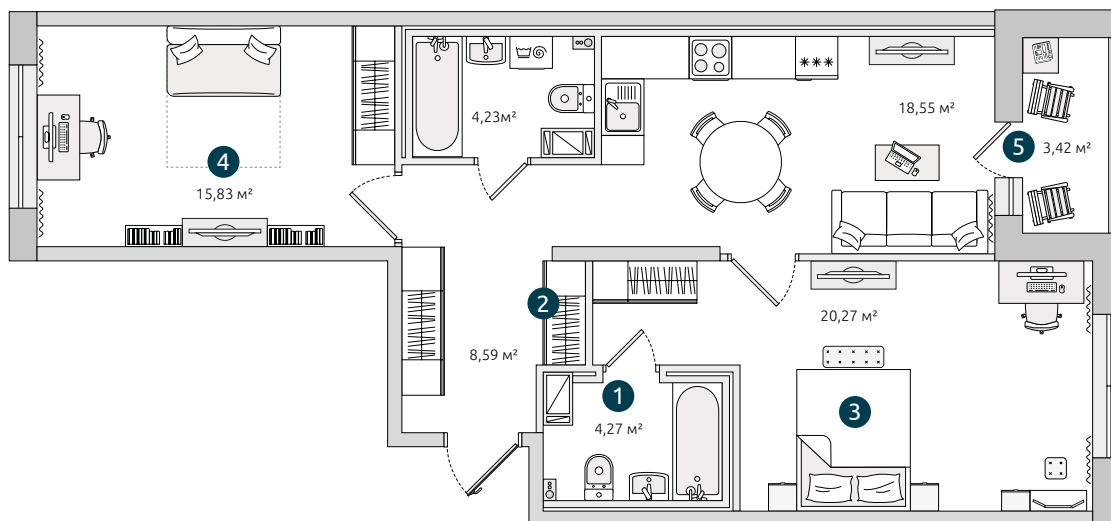 4,23м²
18,55 м²
5
3,42 м²
4
15,83 м²
2
20,27 м²
8,59 м²
1
4,27 м²
3